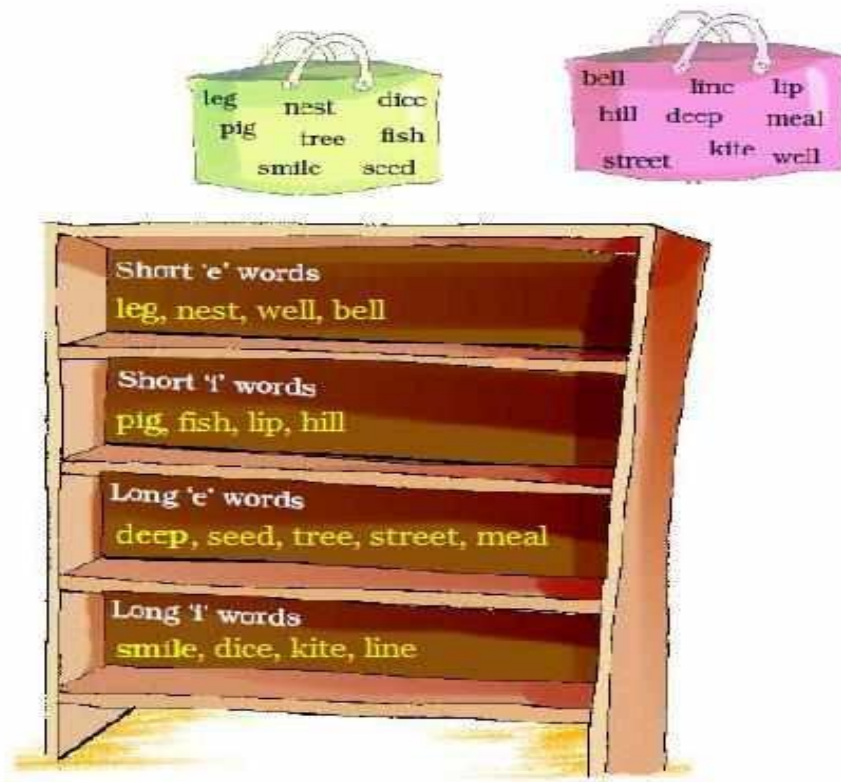 leg nest dice
pig tree fish
smile seed
bell line lip
hill deep meal
street kite well
Short 'e' words
leg, nest, well, bell
Short 'i' words
pig, fish, lip, hill
Long 'e' words
deep, seed, tree, street, meal
Long 'i' words
smile, dice, kite, line